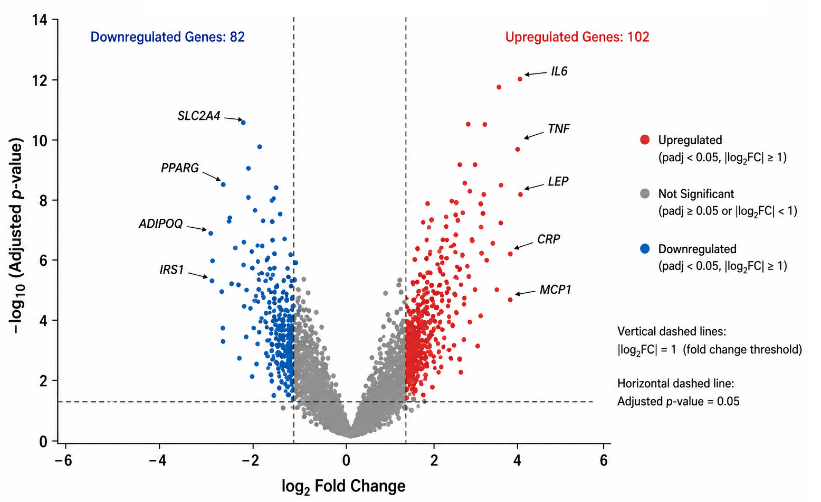 Downregulated Genes: 82
Upregulated Genes: 102
IL6
TNF
LEP
CRP
MCP1
SLC2A4
PPARG
ADIPOQ
IRS1
−log10 (Adjusted p-value)
14
12
10
8
6
4
2
0
−6
−4
−2
0
2
4
6
log2 Fold Change
Upregulated
(padj < 0.05, |log2FC| ≥ 1)
Not Significant
(padj ≥ 0.05 or |log2FC| < 1)
Downregulated
(padj < 0.05, |log2FC| ≥ 1)
Vertical dashed lines:
|log2FC| = 1 (fold change threshold)
Horizontal dashed line:
Adjusted p-value = 0.05